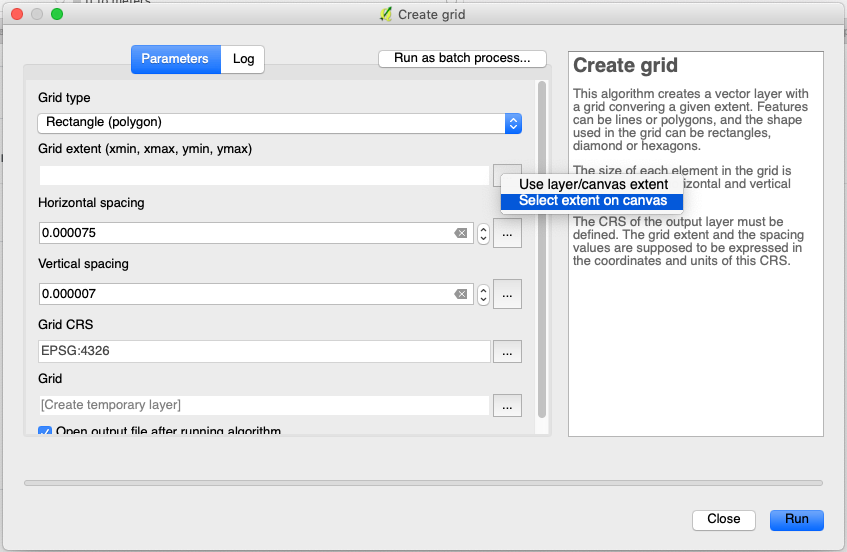 Create grid
Parameters
Log
Run as batch process...
Grid type
Rectangle (polygon)
Grid extent (xmin, xmax, ymin, ymax)
Use layer/canvas extent
Select extent on canvas
Horizontal spacing
0.000075
...
Vertical spacing
0.000007
...
Grid CRS
EPSG:4326
...
Grid
[Create temporary layer]
...
Open output file after running algorithm
Create grid
This algorithm creates a vector layer with
a grid convering a given extent. Features
can be lines or polygons, and the shape
used in the grid can be rectangles,
diamond or hexagons.
The size of each element in the grid is
vertical
The CRS of the output layer must be
defined. The grid extent and the spacing
values are supposed to be expressed in
the coordinates and units of this CRS.
Close
Run